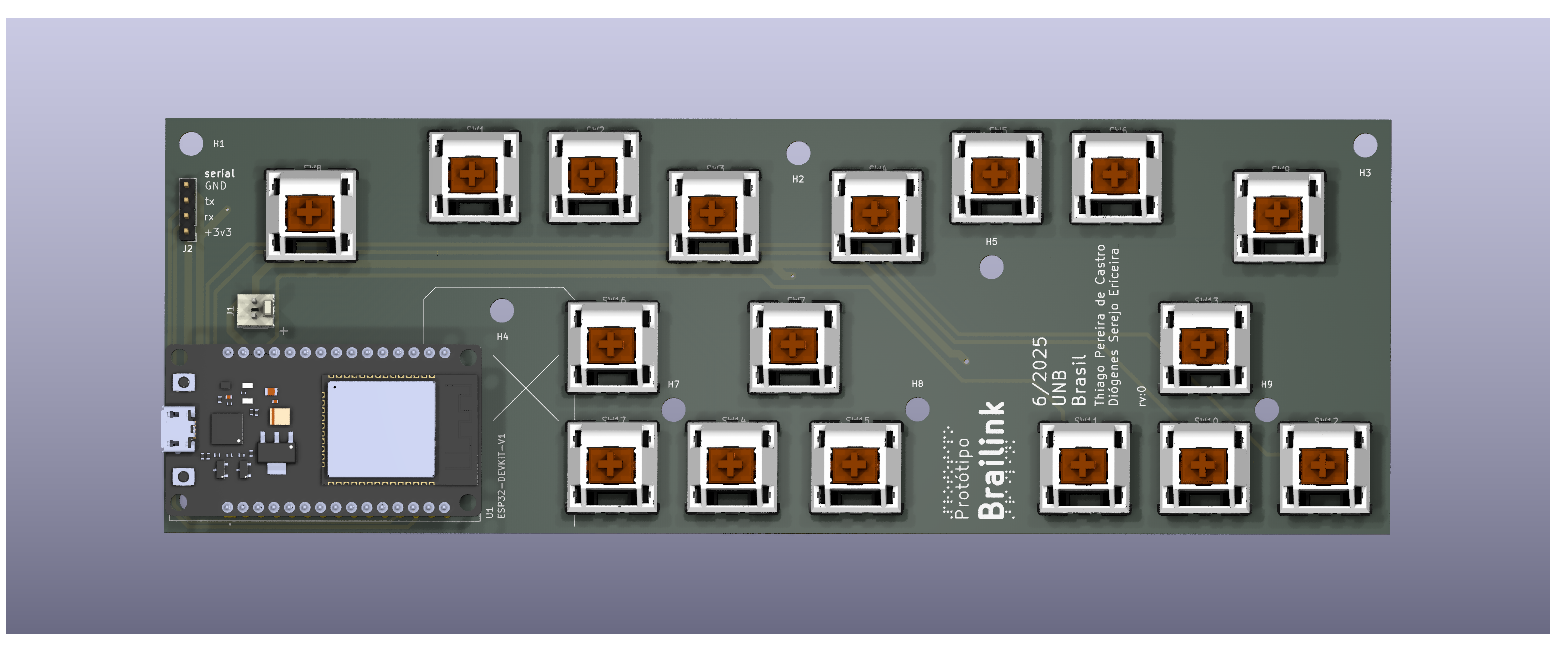 H1
serial
GND
tx
rx
+3v3
J2
J1
+
SW1
SW2
SW3
SW4
SW5
SW6
SW8
SW9
H2
H3
H5
H4
SW16
SW7
SW13
H7
H8
H9
SW17
SW14
SW15
SW11
SW10
SW12
U1
ESP32-DEVKIT-V1
Protótipo
Brailink
6/2025
UNB
Brasil
Thiago Pereira de Castro
Diógenes Serejo Ericeira
rv:0